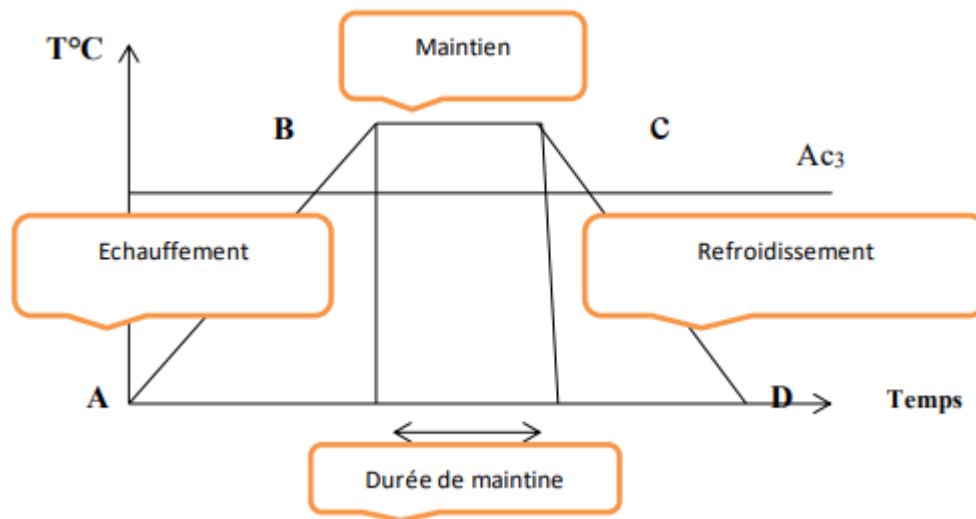 Maintien
T°C
B
C
Ac3
Echauffement
Refroidissement
A
D
Temps
Durée de maintine